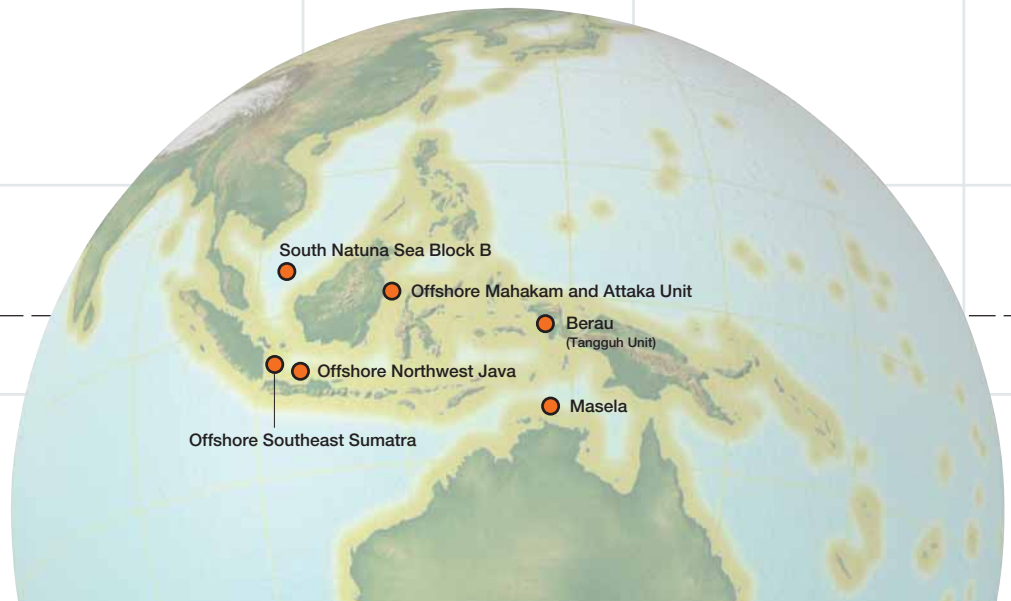 South Natuna Sea Block B
Offshore Mahakam and Attaka Unit
Berau
(Tangguh Unit)
Offshore Northwest Java
Masela
Offshore Southeast Sumatra